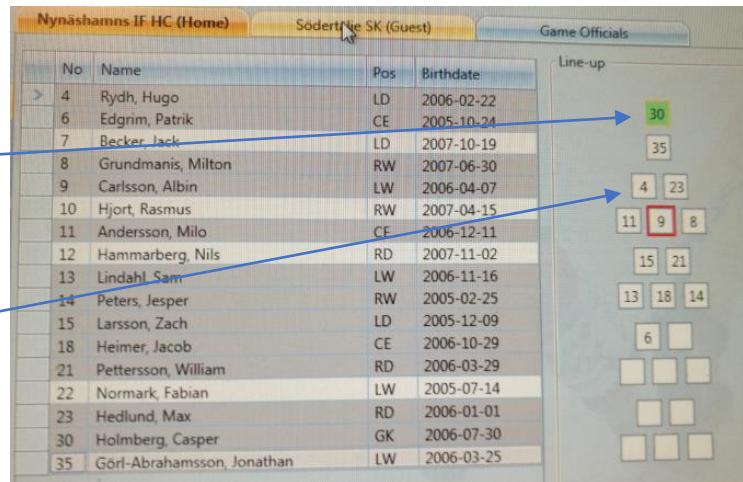 Nynäshamns IF HC (Home) Södertälje SK (Guest) Game Officials
No Name Pos Birthdate Line-up
4 Rydh, Hugo LD 2006-02-22
6 Edgrim, Patrik CE 2005-10-24
7 Becker, Jack LD 2007-10-19
8 Grundmanis, Milton RW 2007-06-30
9 Carlsson, Albin LW 2006-04-07
10 Hjort, Rasmus RW 2007-04-15
11 Andersson, Milo CE 2006-12-11
12 Hammarberg, Nils RD 2007-11-02
13 Lindahl, Sam LW 2006-11-16
14 Peters, Jesper RW 2005-02-25
15 Larsson, Zach LD 2005-12-09
18 Heimer, Jacob CE 2006-10-29
21 Pettersson, William RD 2006-03-29
22 Normark, Fabian LW 2005-07-14
23 Hedlund, Max RD 2006-01-01
30 Holmberg, Casper GK 2006-07-30
35 Görl-Abrahamsson, Jonathan LW 2006-03-25
30
35
4 23
11 9 8
15 21
13 18 14
6